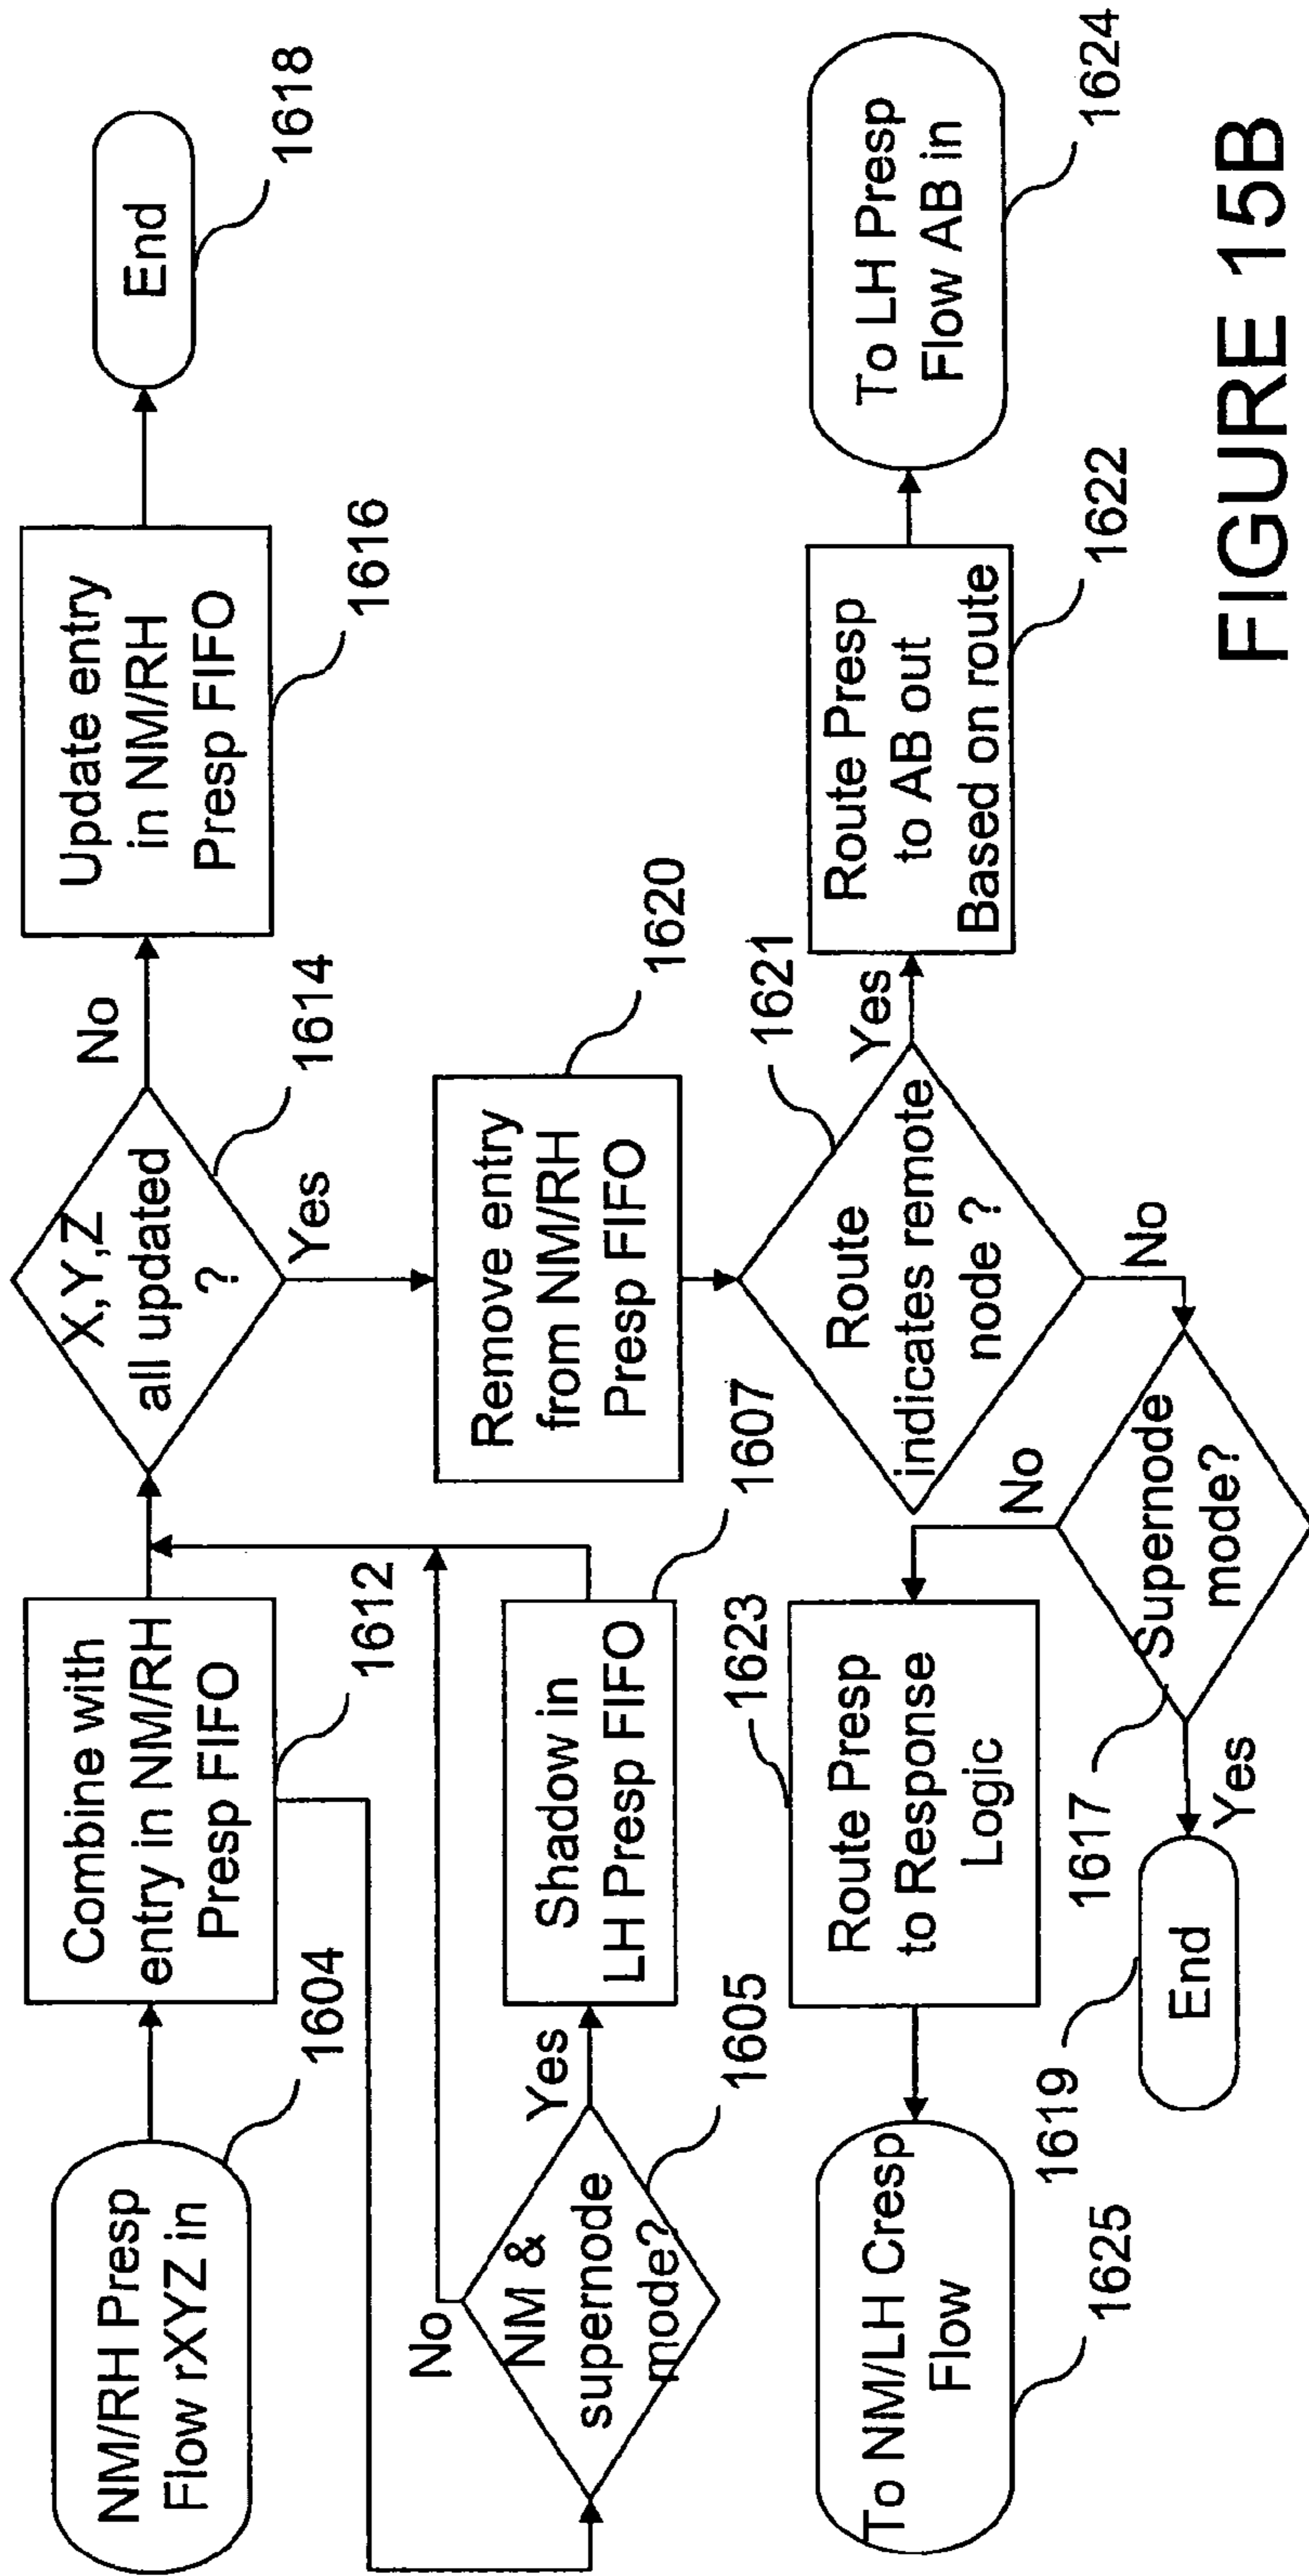 NM/RH Presp
Flow rXYZ in
1604
Combine with
entry in NM/RH
Presp FIFO
1612
X,Y,Z
all updated
?
1614
No
Update entry
in NM/RH
Presp FIFO
1616
End
1618
Yes
NM &
supernode
mode?
1605
No
Yes
Shadow in
LH Presp FIFO
1607
Remove entry
from NM/RH
Presp FIFO
1620
Route
indicates remote
node ?
1621
Yes
Route Presp
to AB out
Based on route
1622
To LH Presp
Flow AB in
1624
No
Supernode
mode?
1617
No
Yes
End
1619
Route Presp
to Response
Logic
1623
To NM/LH Cresp
Flow
1625
FIGURE 15B